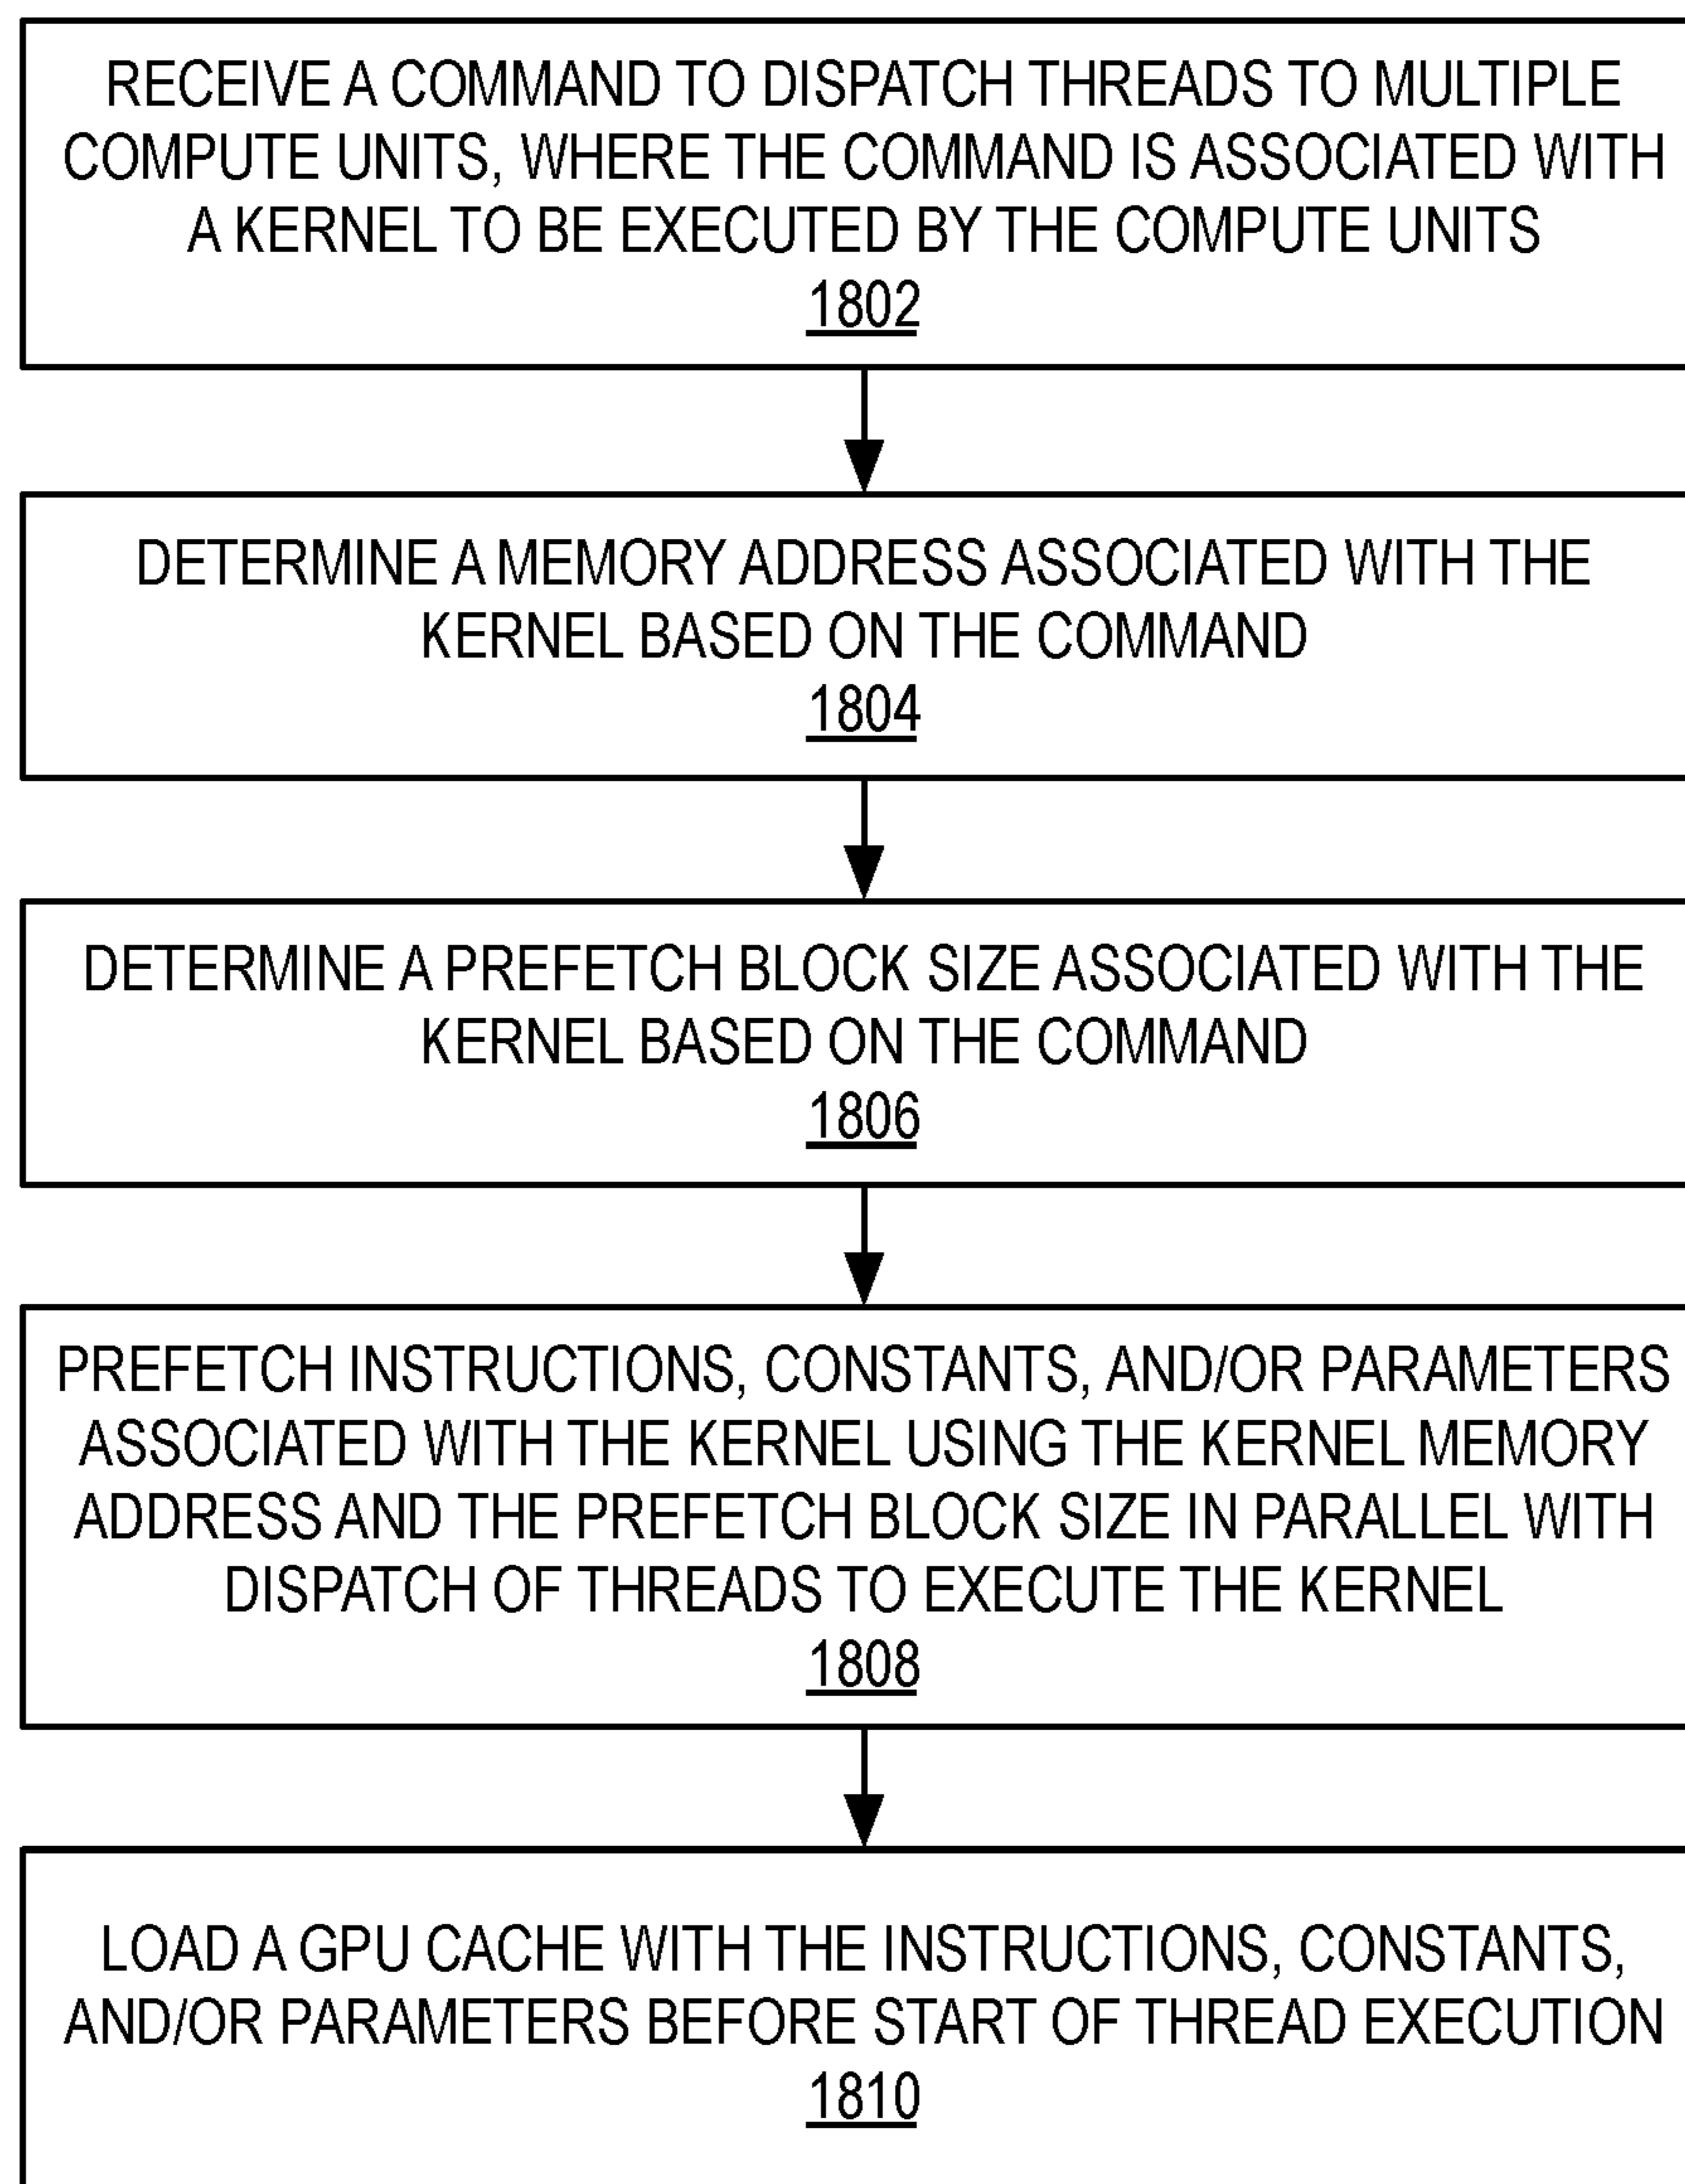 RECEIVE A COMMAND TO DISPATCH THREADS TO MULTIPLE
COMPUTE UNITS, WHERE THE COMMAND IS ASSOCIATED WITH
A KERNEL TO BE EXECUTED BY THE COMPUTE UNITS
1802
DETERMINE A MEMORY ADDRESS ASSOCIATED WITH THE
KERNEL BASED ON THE COMMAND
1804
DETERMINE A PREFETCH BLOCK SIZE ASSOCIATED WITH THE
KERNEL BASED ON THE COMMAND
1806
PREFETCH INSTRUCTIONS, CONSTANTS, AND/OR PARAMETERS
ASSOCIATED WITH THE KERNEL USING THE KERNEL MEMORY
ADDRESS AND THE PREFETCH BLOCK SIZE IN PARALLEL WITH
DISPATCH OF THREADS TO EXECUTE THE KERNEL
1808
LOAD A GPU CACHE WITH THE INSTRUCTIONS, CONSTANTS,
AND/OR PARAMETERS BEFORE START OF THREAD EXECUTION
1810